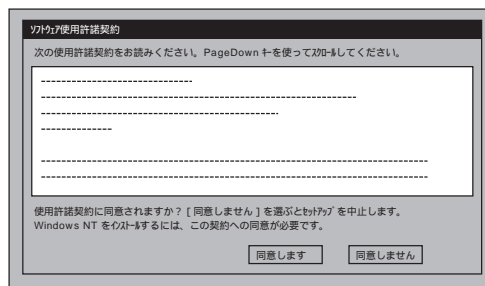 ｿﾌﾄｳｪｱ使用許諾契約
次の使用許諾契約をお読みください。PageDown ｷｰを使ってｽｸﾛｰﾙしてください。
使用許諾契約に同意されますか？ [ 同意しません ] を選ぶとｾｯﾄｱｯﾌﾟを中止します。
Windows NT をｲﾝｽﾄｰﾙするには、この契約への同意が必要です。
同意します
同意しません